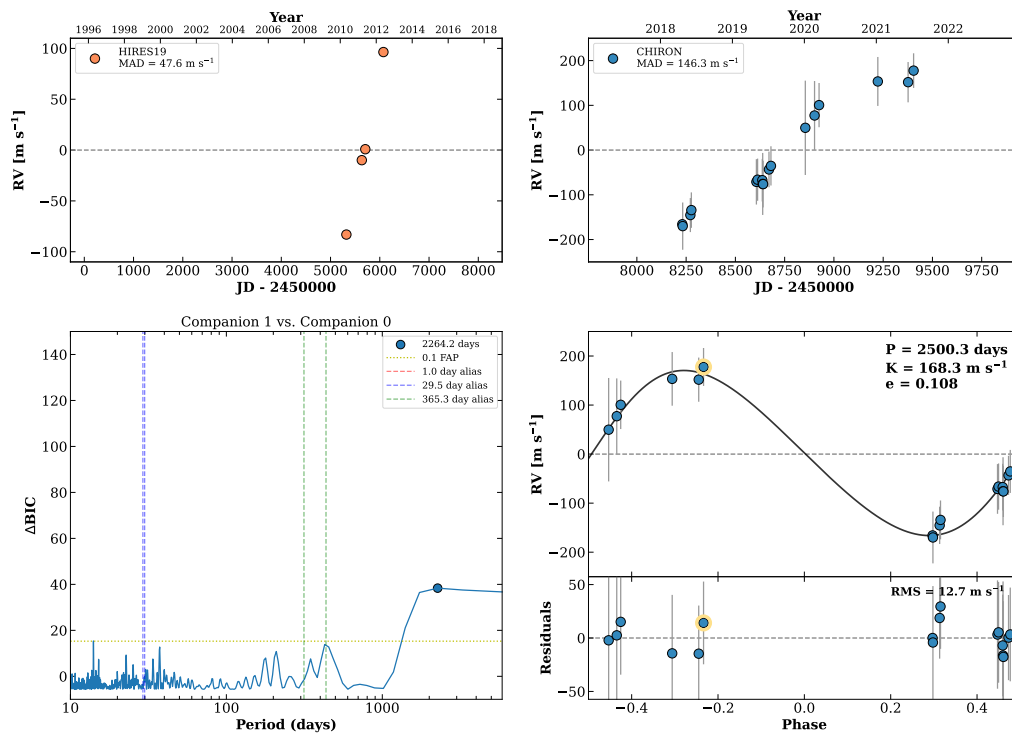 Year
1996 1998 2000 2002 2004 2006 2008 2010 2012 2014 2016 2018
HIRES19
MAD = 47.6 m s⁻¹
RV [m s⁻¹]
100
50
0
−50
−100
0 1000 2000 3000 4000 5000 6000 7000 8000
JD - 2450000
Year
2018 2019 2020 2021 2022
CHIRON
MAD = 146.3 m s⁻¹
RV [m s⁻¹]
200
100
0
−100
−200
8000 8250 8500 8750 9000 9250 9500 9750
JD - 2450000
Companion 1 vs. Companion 0
2264.2 days
0.1 FAP
1.0 day alias
29.5 day alias
365.3 day alias
ΔBIC
140
120
100
80
60
40
20
0
10 100 1000
Period (days)
P = 2500.3 days
K = 168.3 m s⁻¹
e = 0.108
RV [m s⁻¹]
200
100
0
−100
−200
RMS = 12.7 m s⁻¹
Residuals
50
0
−50
−0.4 −0.2 0.0 0.2 0.4
Phase